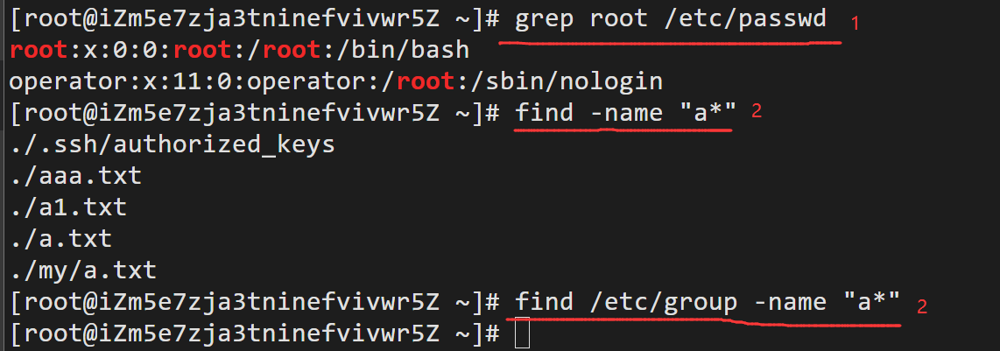 [root@iZm5e7zja3tninefvivwr5Z ~]# grep root /etc/passwd 1
root:x:0:0:root:/root:/bin/bash
operator:x:11:0:operator:/root:/sbin/nologin
[root@iZm5e7zja3tninefvivwr5Z ~]# find -name "a*" 2
./.ssh/authorized_keys
./aaa.txt
./a1.txt
./a.txt
./my/a.txt
[root@iZm5e7zja3tninefvivwr5Z ~]# find /etc/group -name "a*" 2
[root@iZm5e7zja3tninefvivwr5Z ~]#